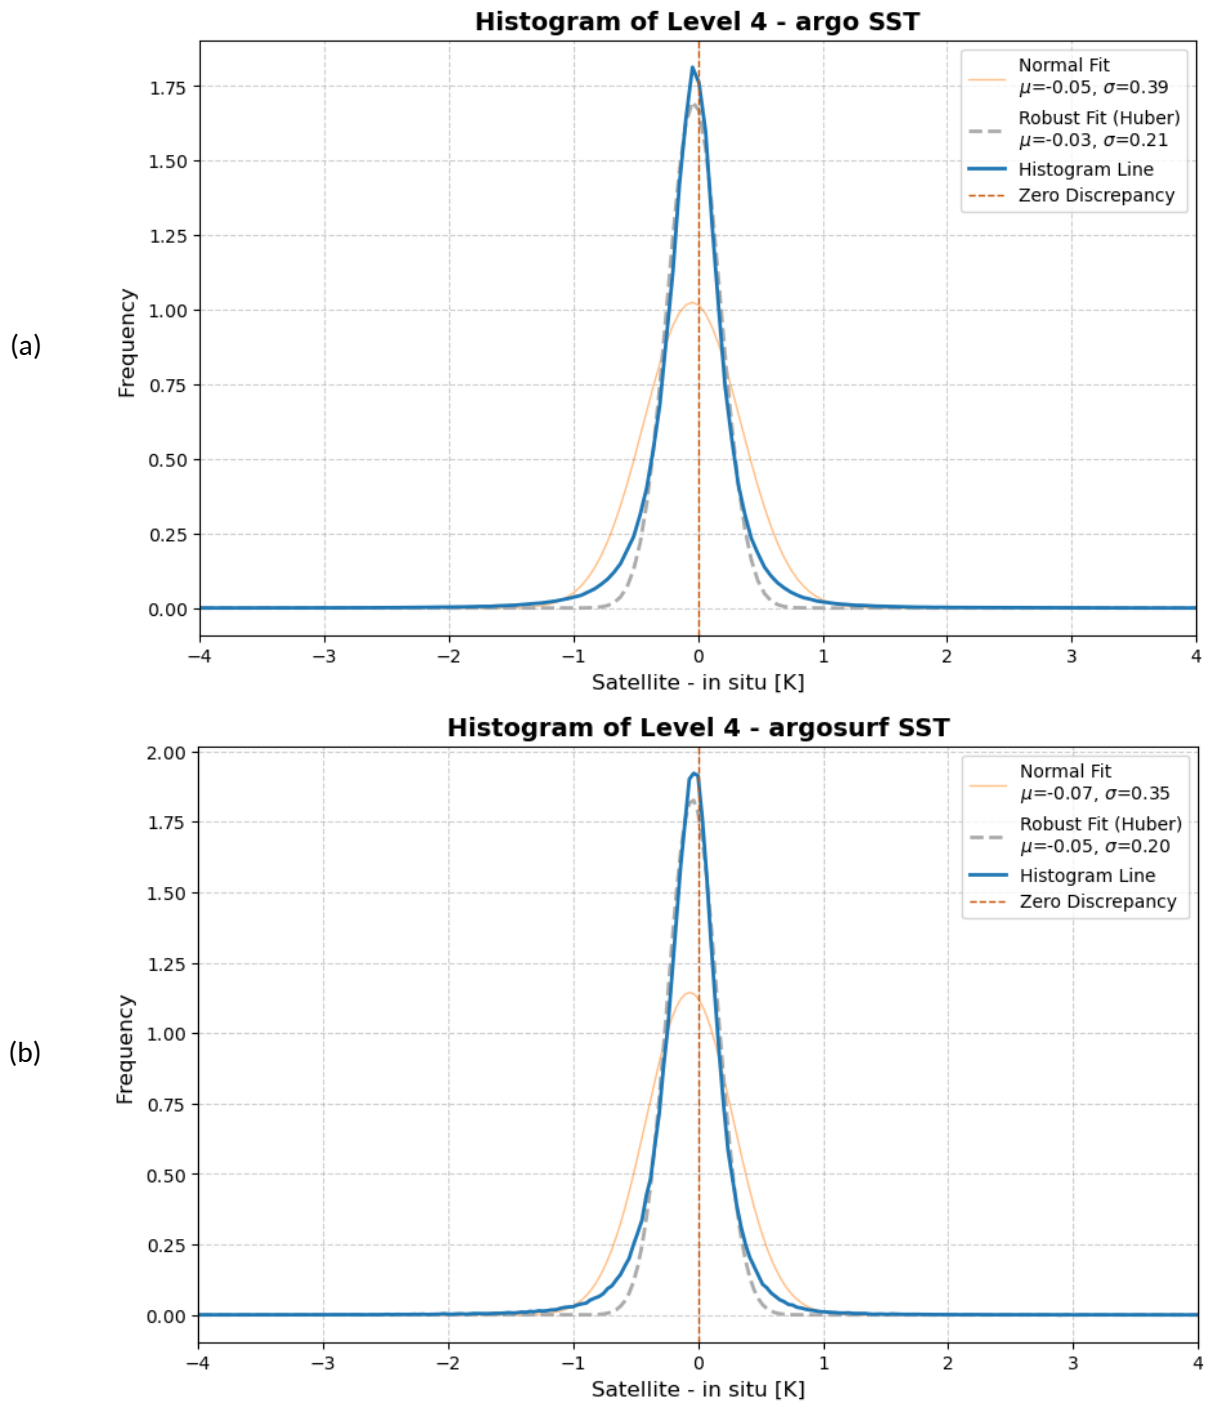 Histogram of Level 4 - argo SST
Normal Fit
μ=-0.05, σ=0.39
Robust Fit (Huber)
μ=-0.03, σ=0.21
Histogram Line
Zero Discrepancy
1.75
1.50
1.25
1.00
0.75
0.50
0.25
0.00
Frequency
(a)
−4 −3 −2 −1 0 1 2 3 4
Satellite - in situ [K]
Histogram of Level 4 - argosurf SST
Normal Fit
μ=-0.07, σ=0.35
Robust Fit (Huber)
μ=-0.05, σ=0.20
Histogram Line
Zero Discrepancy
2.00
1.75
1.50
1.25
1.00
0.75
0.50
0.25
0.00
Frequency
(b)
−4 −3 −2 −1 0 1 2 3 4
Satellite - in situ [K]